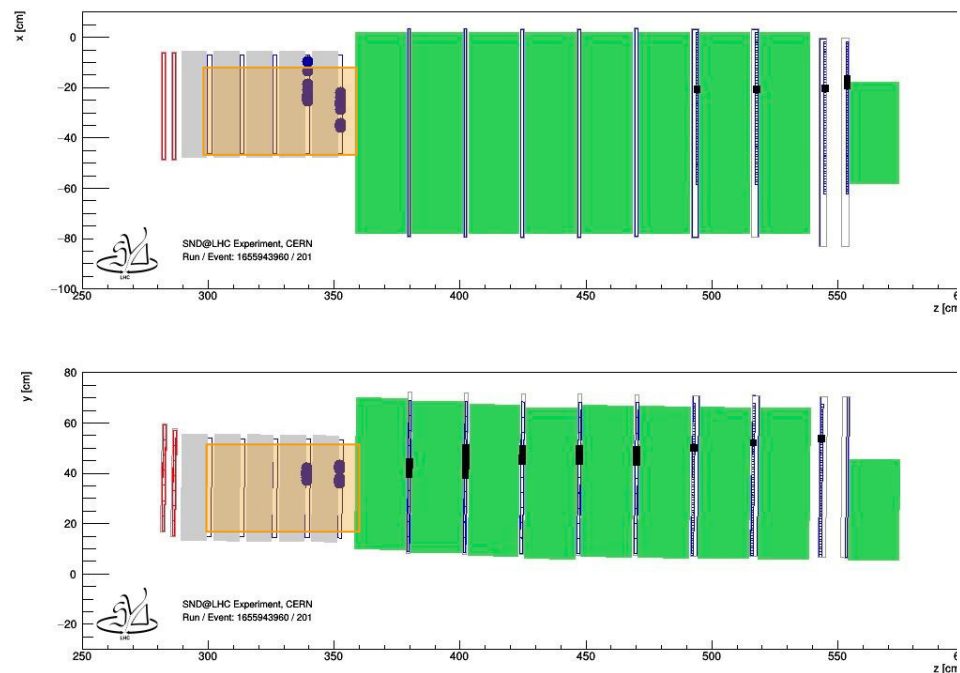 x [cm]
0
−20
−40
−60
−80
−100
SND@LHC Experiment, CERN
Run / Event: 1655943960 / 201
LHC
250 300 350 400 450 500 550
z [cm
y [cm]
80
60
40
20
0
−20
SND@LHC Experiment, CERN
Run / Event: 1655943960 / 201
LHC
250 300 350 400 450 500 550
z [cm